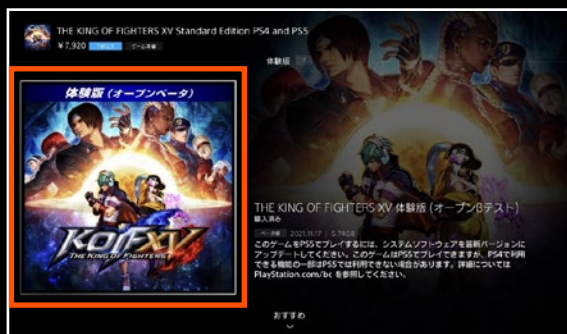 THE KING OF FIGHTERS XV Standard Edition PS4 and PS5
¥7,920
ゲーム本編
体験版
体験版 (オープンベータ)
KOFXV
THE KING OF FIGHTERS
THE KING OF FIGHTERS XV 体験版 (オープンβテスト)
購入済み
2021.11.17 | 5.74GB
このゲームをPS5でプレイするには、システムソフトウェアを最新バージョンに
アップデートしてください。このゲームはPS5でプレイできますが、PS4で利用
できる機能の一部はPS5では利用できない場合があります。詳細については
PlayStation.com/bc を参照してください。
おすすめ